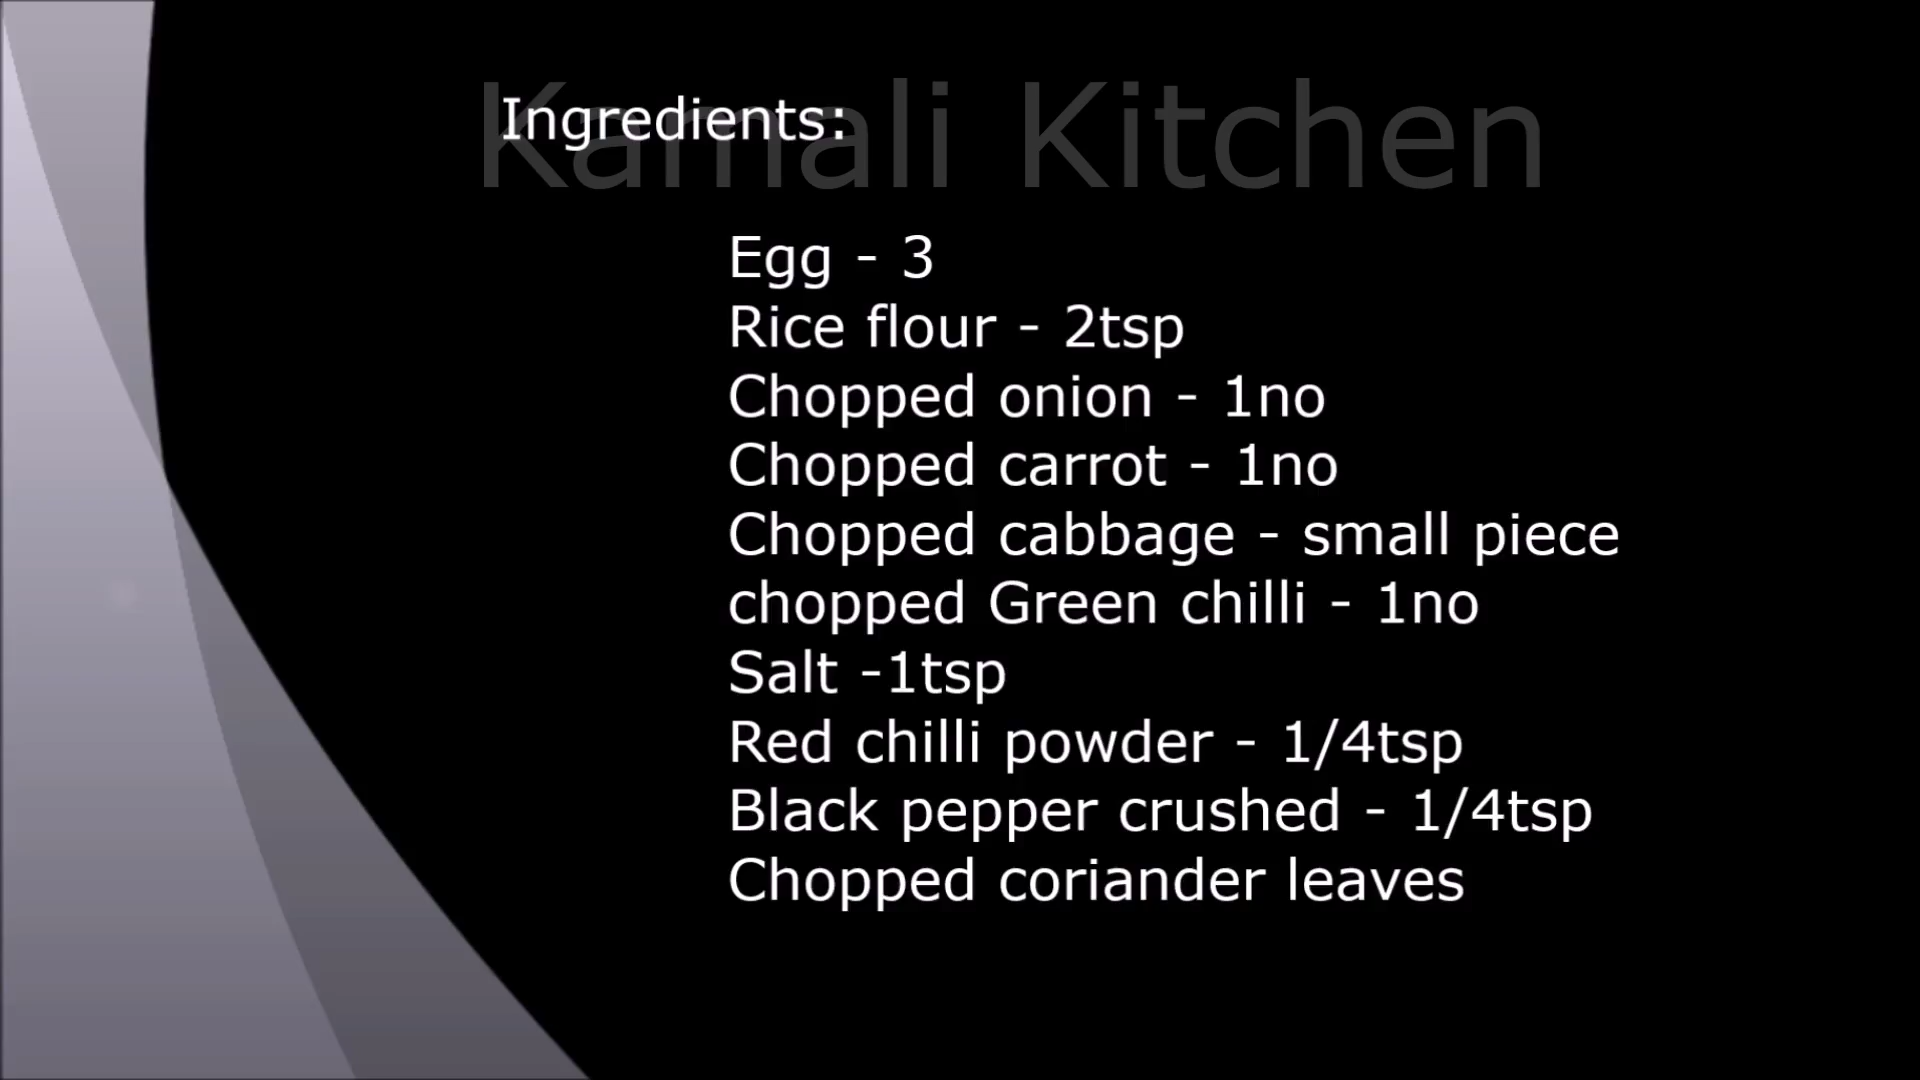 Kamali Kitchen
Ingredients:
Egg - 3
Rice flour - 2tsp
Chopped onion - 1no
Chopped carrot - 1no
Chopped cabbage - small piece
chopped Green chilli - 1no
Salt -1tsp
Red chilli powder - 1/4tsp
Black pepper crushed - 1/4tsp
Chopped coriander leaves